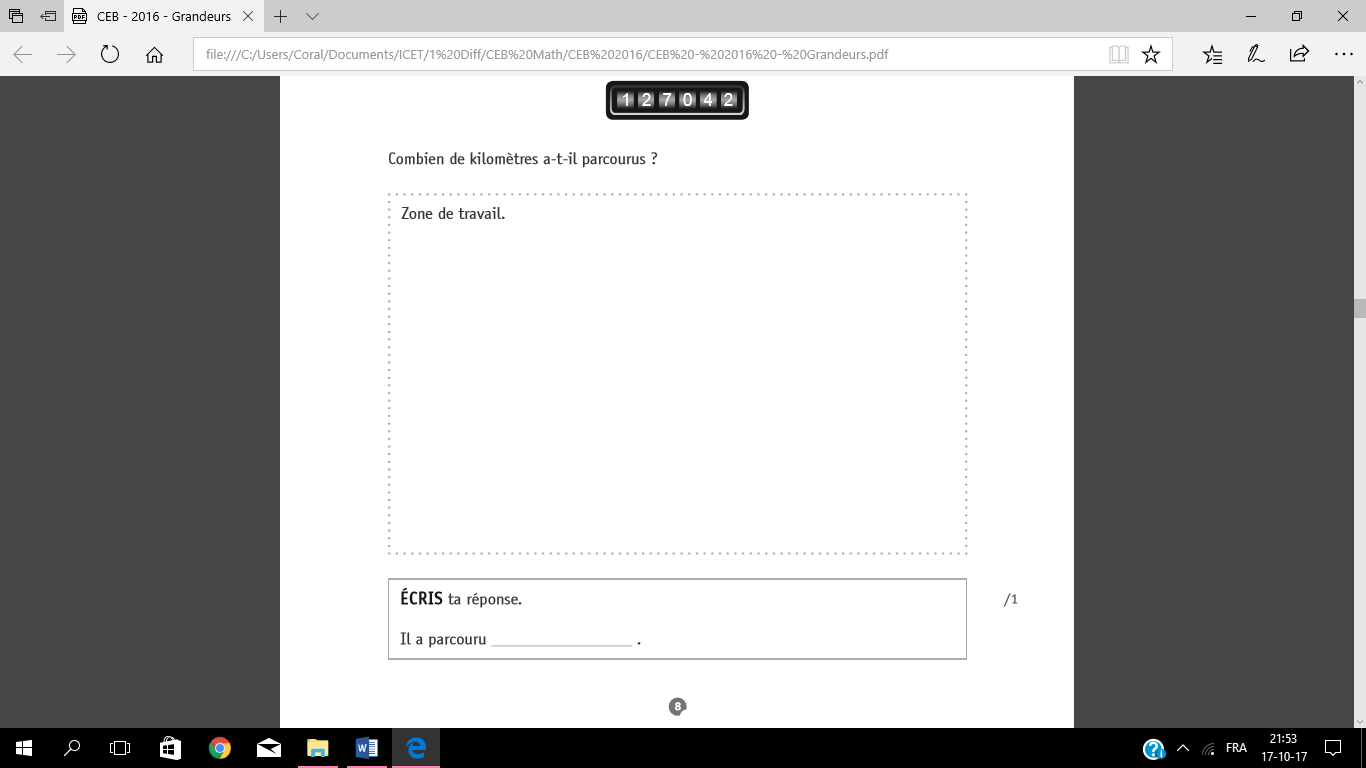 CEB - 2016 - Grandeurs
file:///C:/Users/Coral/Documents/ICET/1%20Diff/CEB%20Math/CEB%202016/CEB%20-%202016%20-%20Grandeurs.pdf
127042
Combien de kilomètres a-t-il parcourus ?
Zone de travail.
ÉCRIS ta réponse.
/1
Il a parcouru _________________ .
8
FRA
21:53
17-10-17